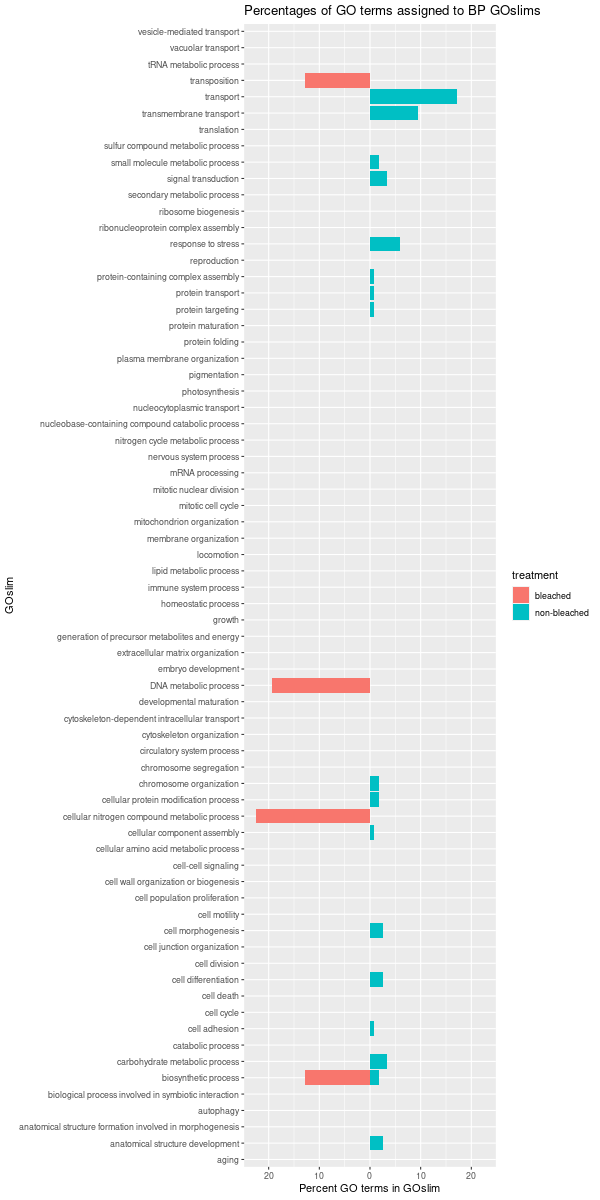 Percentages of GO terms assigned to BP GOslims
vesicle-mediated transport
vacuolar transport
tRNA metabolic process
transposition
transport
transmembrane transport
translation
sulfur compound metabolic process
small molecule metabolic process
signal transduction
secondary metabolic process
ribosome biogenesis
ribonucleoprotein complex assembly
response to stress
reproduction
protein-containing complex assembly
protein transport
protein targeting
protein maturation
protein folding
plasma membrane organization
pigmentation
photosynthesis
nucleocytoplasmic transport
nucleobase-containing compound catabolic process
nitrogen cycle metabolic process
nervous system process
mRNA processing
mitotic nuclear division
mitotic cell cycle
mitochondrion organization
membrane organization
locomotion
lipid metabolic process
immune system process
homeostatic process
growth
generation of precursor metabolites and energy
extracellular matrix organization
embryo development
DNA metabolic process
developmental maturation
cytoskeleton-dependent intracellular transport
cytoskeleton organization
circulatory system process
chromosome segregation
chromosome organization
cellular protein modification process
cellular nitrogen compound metabolic process
cellular component assembly
cellular amino acid metabolic process
cell-cell signaling
cell wall organization or biogenesis
cell population proliferation
cell motility
cell morphogenesis
cell junction organization
cell division
cell differentiation
cell death
cell cycle
cell adhesion
catabolic process
carbohydrate metabolic process
biosynthetic process
biological process involved in symbiotic interaction
autophagy
anatomical structure formation involved in morphogenesis
anatomical structure development
aging
GOslim
20 10 0 10 20
Percent GO terms in GOslim
treatment
bleached
non-bleached